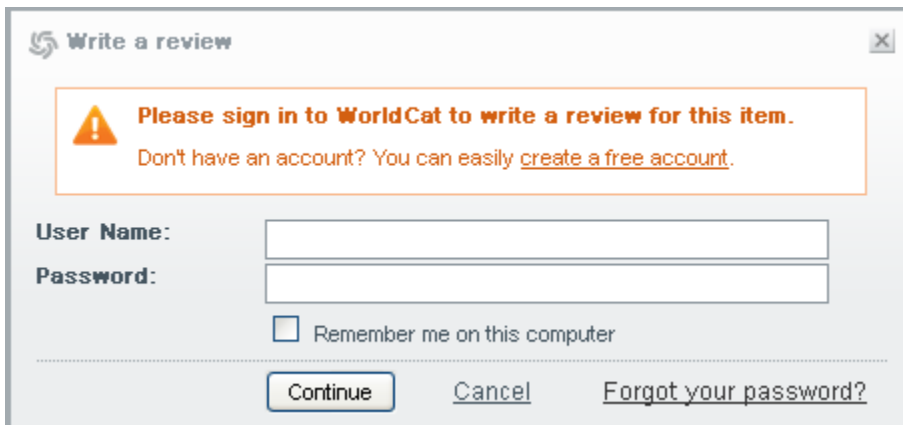 Write a review
Please sign in to WorldCat to write a review for this item.
Don't have an account? You can easily create a free account.
User Name:
Password:
Remember me on this computer
Continue Cancel Forgot your password?